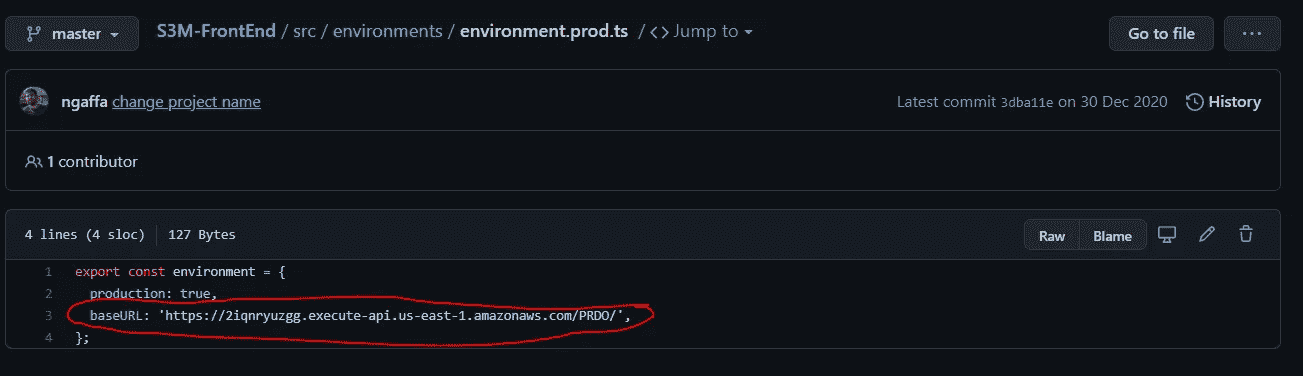 master S3M-FrontEnd / src / environments / environment.prod.ts / <> Jump to Go to file ...
ngaffa change project name Latest commit 3dba11e on 30 Dec 2020 History
1 contributor
4 lines (4 sloc) 127 Bytes Raw Blame
1 export const environment = {
2 production: true,
3 baseURL: 'https://2iqnryuzgg.execute-api.us-east-1.amazonaws.com/PRDO/',
4 };